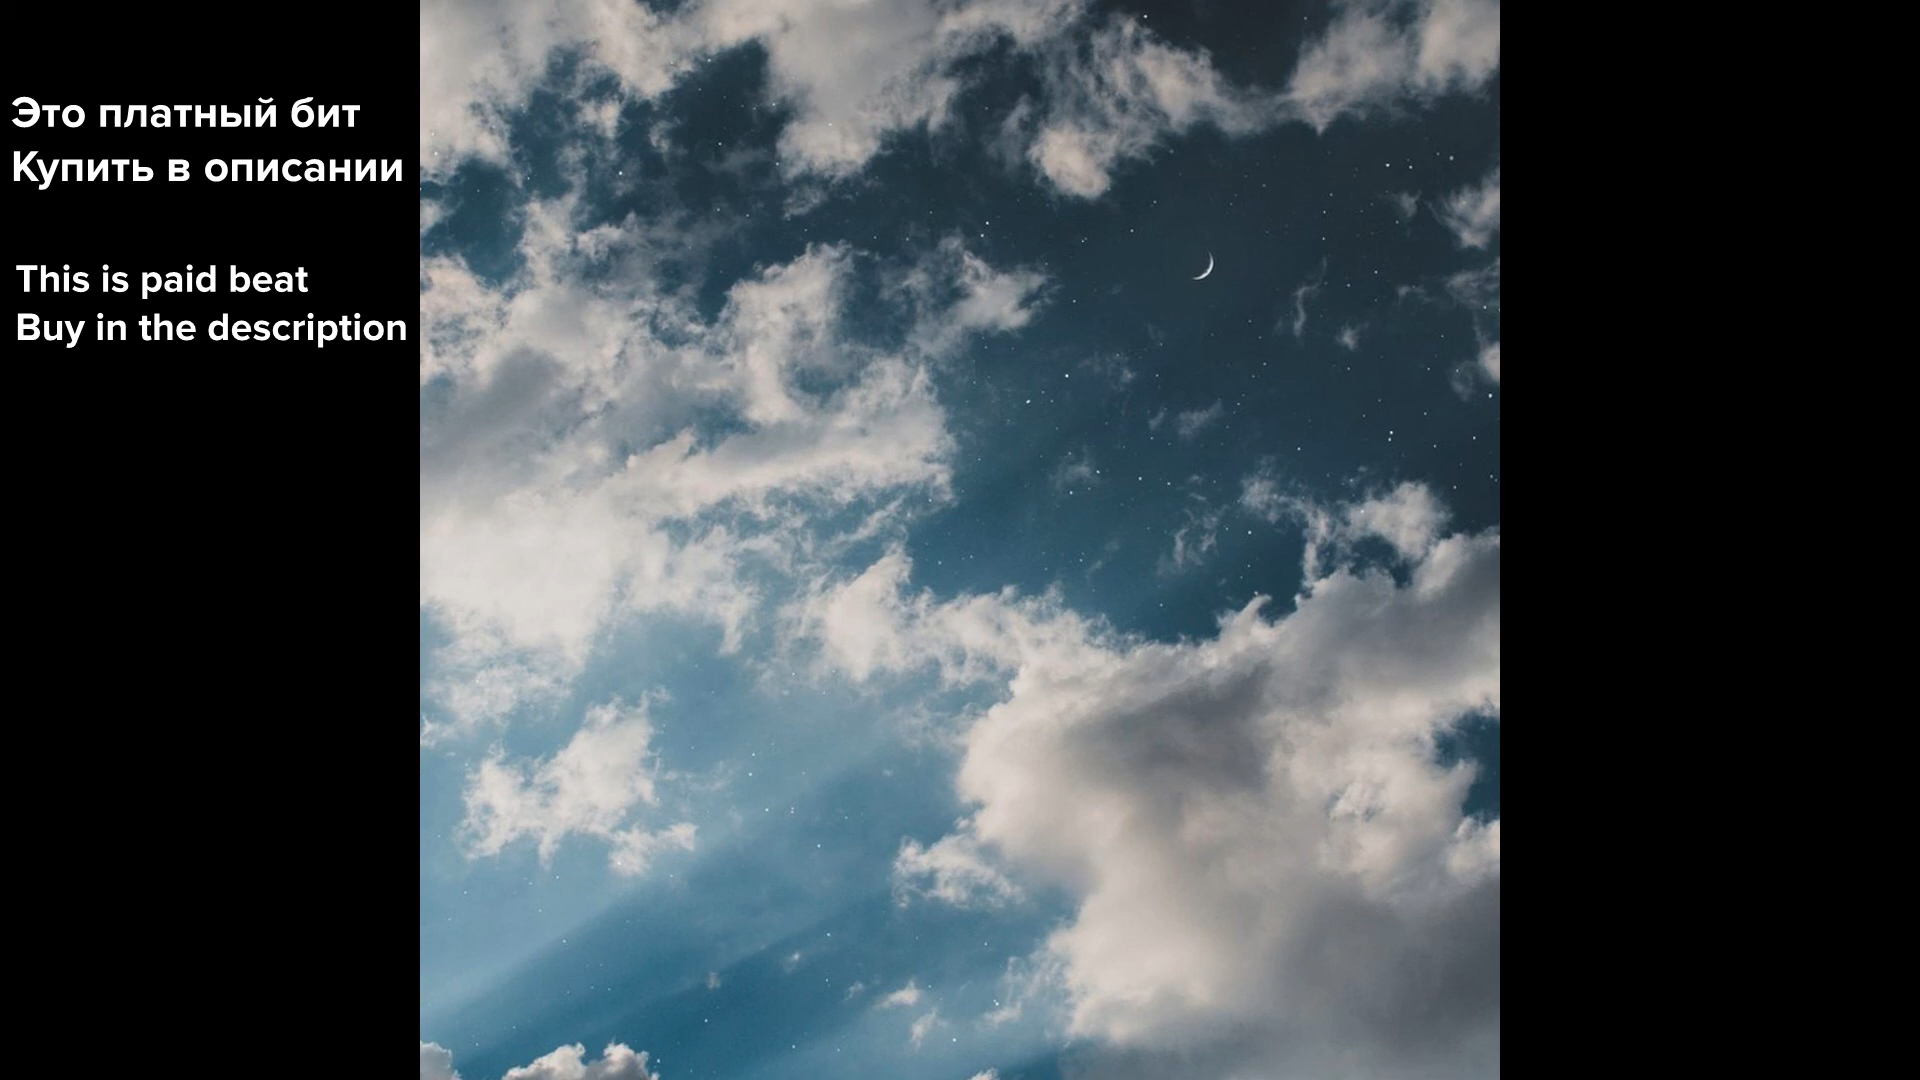 Это платный бит
Купить в описании
This is paid beat
Buy in the description